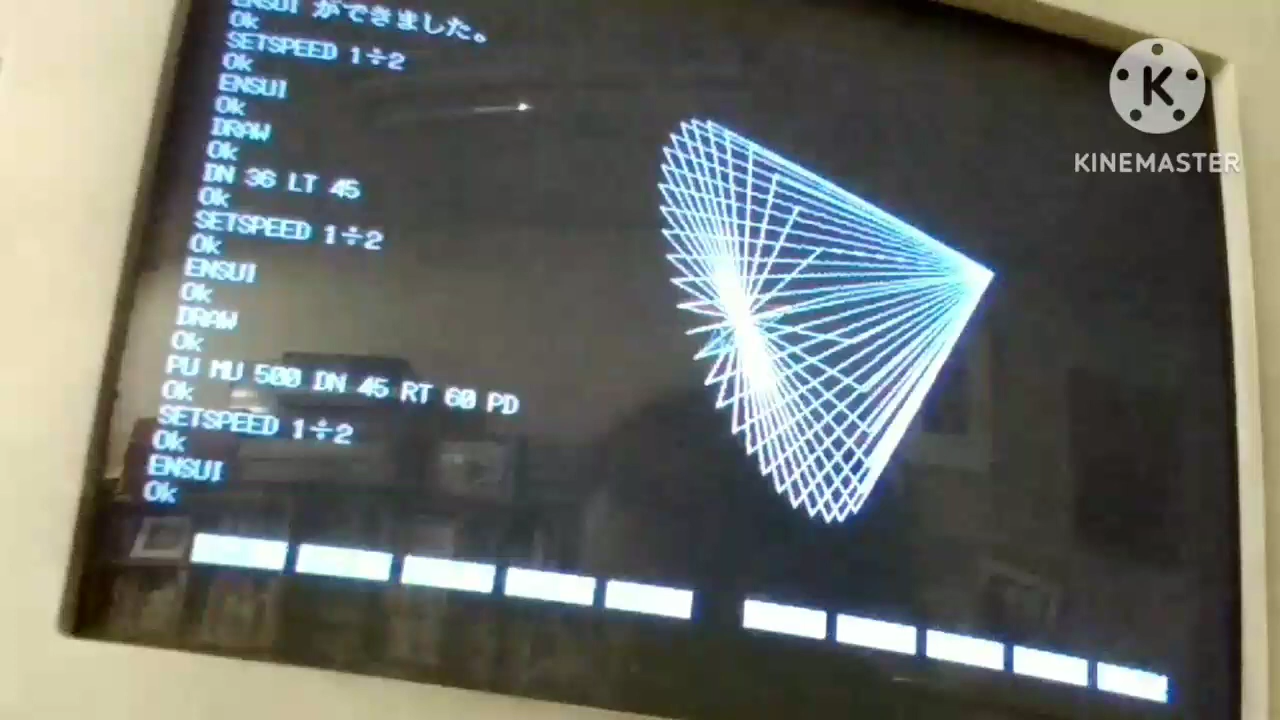 ENSUI ができました。
Ok
SETSPEED 1÷2
Ok
ENSUI
Ok
DRAW
Ok
DN 36 LT 45
Ok
SETSPEED 1÷2
Ok
ENSUI
Ok
DRAW
Ok
PU MU 500 DN 45 RT 60 PD
Ok
SETSPEED 1÷2
Ok
ENSUI
Ok
K
KINEMASTER